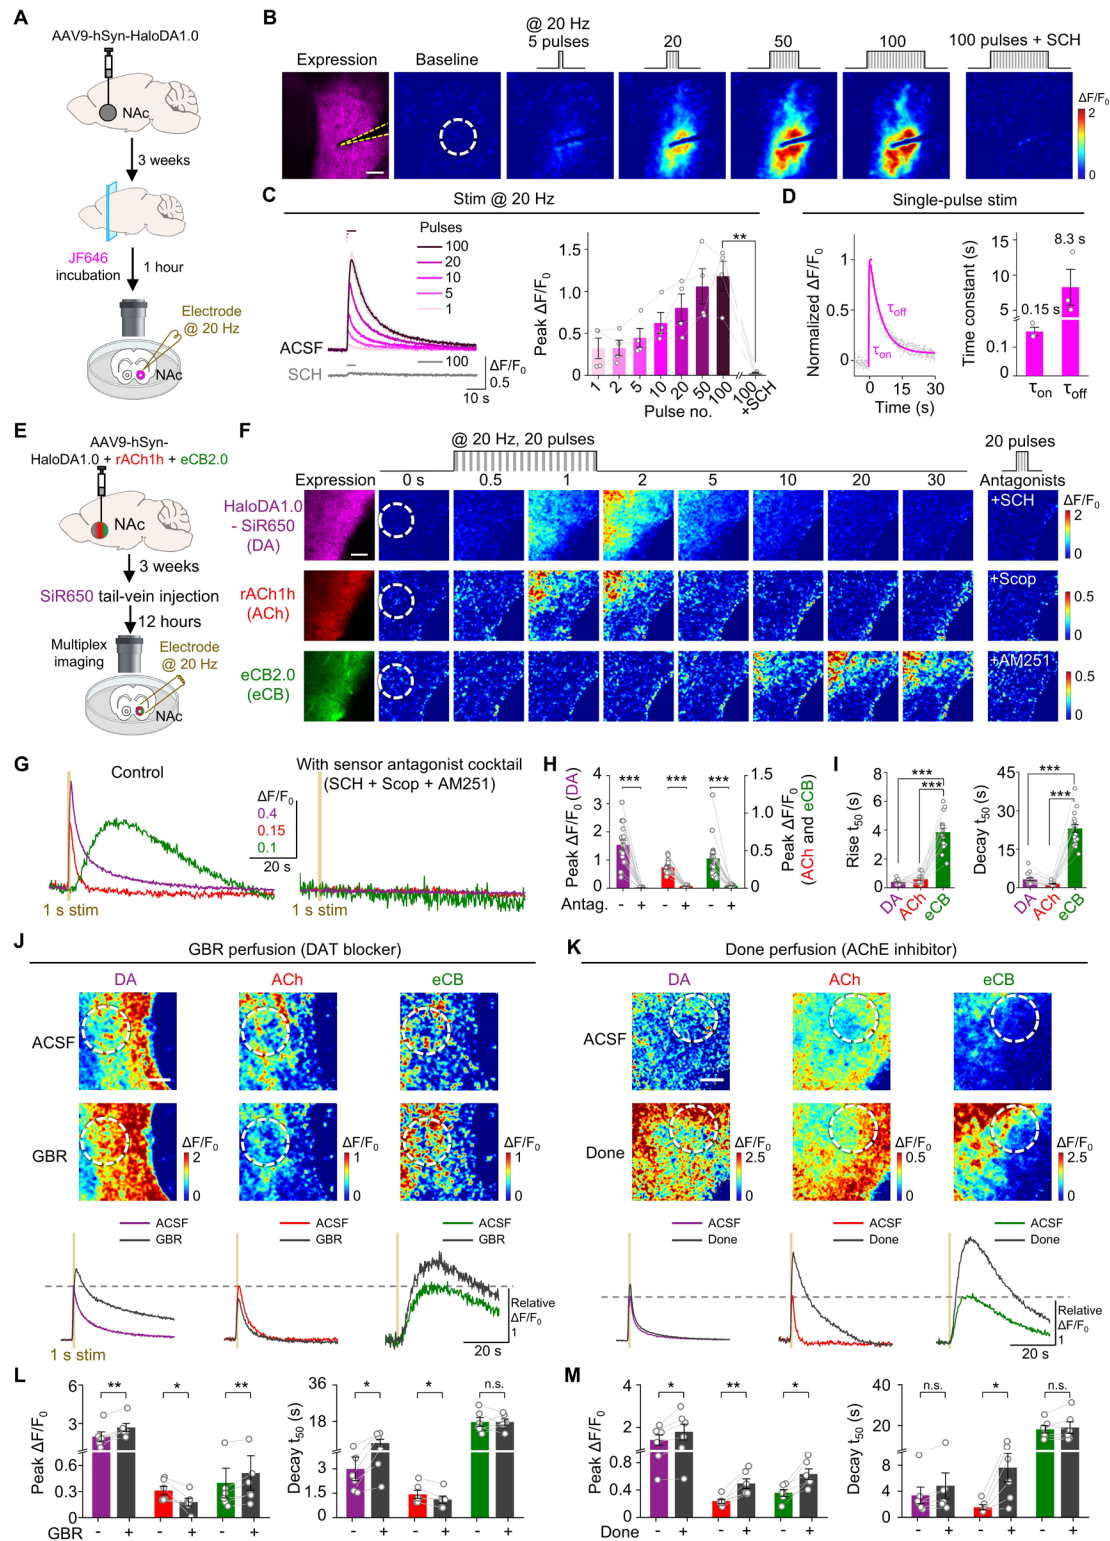 A
AAV9-hSyn-HaloDA1.0
NAc
3 weeks
JF646
incubation
1 hour
Electrode
@ 20 Hz
NAc
B
@ 20 Hz
Expression
Baseline
5 pulses
20
50
100
100 pulses + SCH
ΔF/F0
2
0
C
Stim @ 20 Hz
Pulses
100
20
10
5
1
ACSF
100
SCH
ΔF/F0
0.5
10 s
Peak ΔF/F0
1.5
1.0
0.5
0
**
1
2
5
10
20
50
100
100
+SCH
Pulse no.
D
Single-pulse stim
Normalized ΔF/F0
1
0
τoff
τon
0
15
30
Time (s)
Time constant (s)
15
10
5
0.1
0
8.3 s
0.15 s
τon
τoff
E
AAV9-hSyn-
HaloDA1.0 + rACh1h + eCB2.0
NAc
3 weeks
SiR650 tail-vein injection
12 hours
Multiplex
imaging
Electrode
@ 20 Hz
NAc
F
@ 20 Hz, 20 pulses
20 pulses
Expression
0 s
0.5
1
2
5
10
20
30
Antagonists
HaloDA1.0
- SiR650
(DA)
+SCH
ΔF/F0
2
0
rACh1h
(ACh)
+Scop
0.5
0
eCB2.0
(eCB)
+AM251
0.5
0
G
Control
With sensor antagonist cocktail
(SCH + Scop + AM251)
ΔF/F0
0.4
0.15
0.1
20 s
1 s stim
1 s stim
H
Peak ΔF/F0 (DA)
4
3
2
1
0
***
***
***
1.5
1.0
0.5
0
Peak ΔF/F0
(ACh and eCB)
Antag.
-
+
-
+
-
+
I
Rise t50 (s)
8
6
4
2
0
***
***
DA
ACh
eCB
Decay t50 (s)
45
30
15
0
***
***
DA
ACh
eCB
J
GBR perfusion (DAT blocker)
DA
ACh
eCB
ACSF
GBR
ΔF/F0
2
0
ΔF/F0
1
0
ΔF/F0
1
0
ACSF
GBR
ACSF
GBR
ACSF
GBR
Relative
ΔF/F0
1
20 s
1 s stim
K
Done perfusion (AChE inhibitor)
DA
ACh
eCB
ACSF
Done
ΔF/F0
2.5
0
ΔF/F0
0.5
0
ΔF/F0
2.5
0
ACSF
Done
ACSF
Done
ACSF
Done
Relative
ΔF/F0
1
20 s
L
Peak ΔF/F0
6
3
0.6
0.3
0
**
*
**
GBR
-
+
-
+
-
+
Decay t50 (s)
36
18
3
1.5
0
*
*
n.s.
-
+
-
+
-
+
M
Peak ΔF/F0
4
2
0.8
0.4
0
*
**
*
Done
-
+
-
+
-
+
Decay t50 (s)
40
20
10
5
0
n.s.
*
n.s.
-
+
-
+
-
+